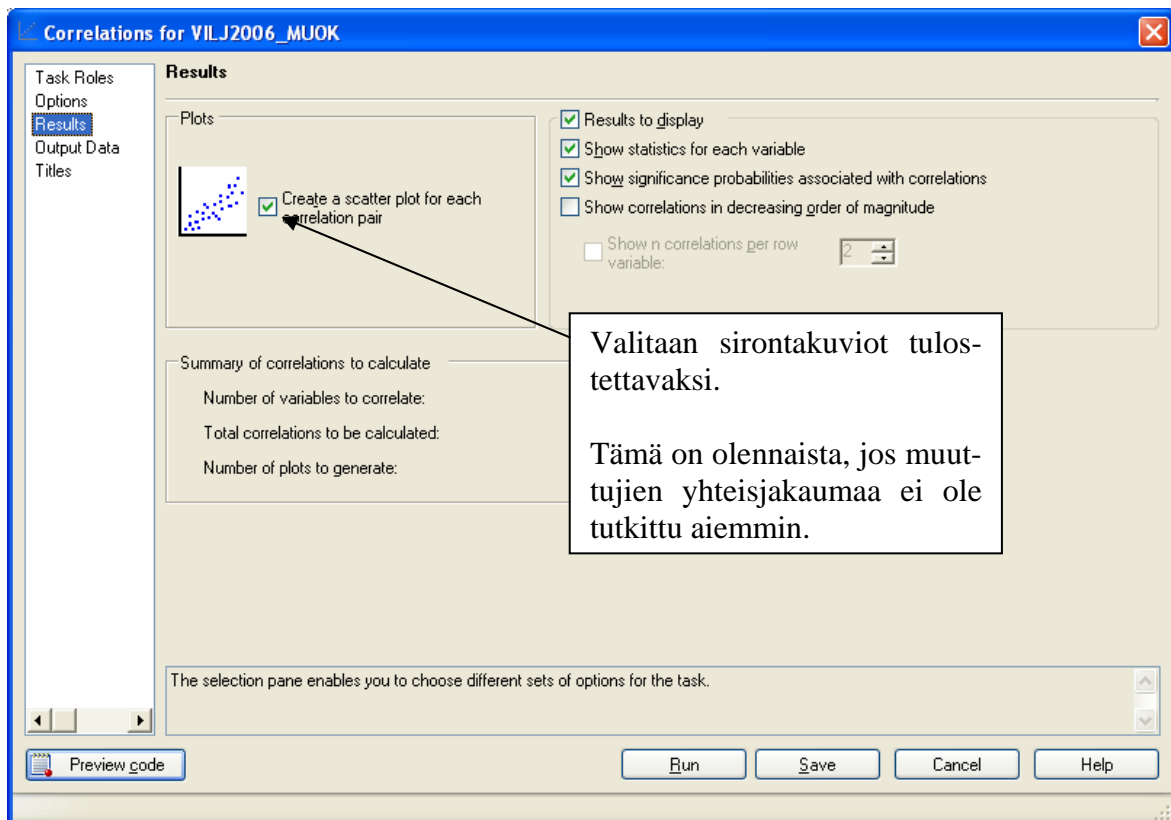 Correlations for VILJ2006_MUOK
Task Roles
Options
Results
Output Data
Titles
Results
Plots
Create a scatter plot for each
correlation pair
Results to display
Show statistics for each variable
Show significance probabilities associated with correlations
Show correlations in decreasing order of magnitude
Show n correlations per row
variable:
2
Summary of correlations to calculate
Number of variables to correlate:
Total correlations to be calculated:
Number of plots to generate:
Valitaan sirontakuviot tulos-
tettavaksi.
Tämä on olennaista, jos muut-
tujien yhteisjakaumaa ei ole
tutkittu aiemmin.
The selection pane enables you to choose different sets of options for the task.
Preview code
Run
Save
Cancel
Help